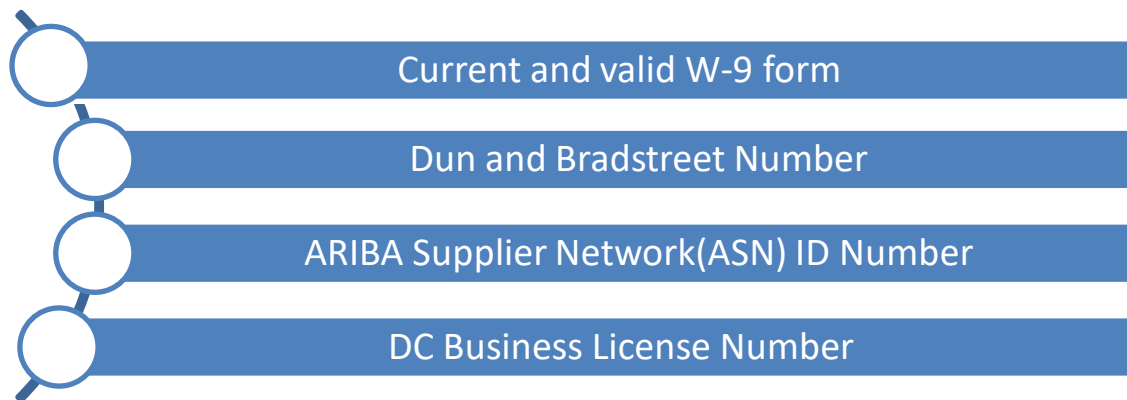 Current and valid W-9 form
Dun and Bradstreet Number
ARIBA Supplier Network(ASN) ID Number
DC Business License Number